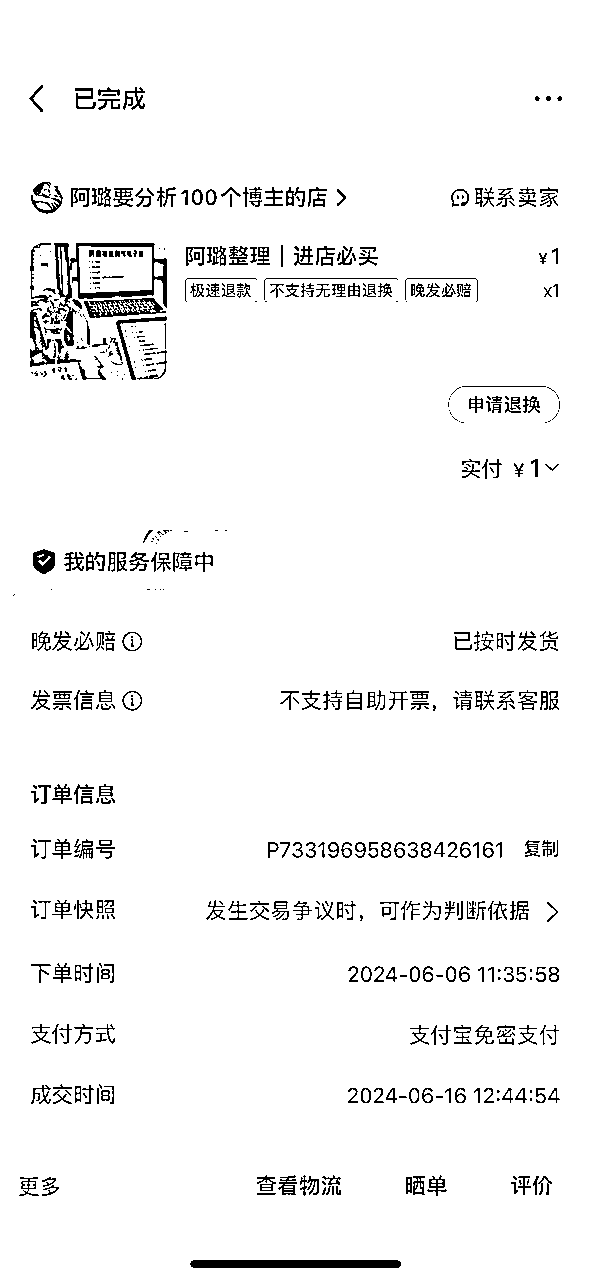 已完成
阿璐要分析100个博主的店
联系卖家
阿璐整理｜进店必买
¥1
极速退款 不支持无理由退换 晚发必赔
x1
申请退换
实付 ¥1
我的服务保障中
晚发必赔 已按时发货
发票信息 不支持自助开票，请联系客服
订单信息
订单编号 P733196958638426161 复制
订单快照 发生交易争议时，可作为判断依据
下单时间 2024-06-06 11:35:58
支付方式 支付宝免密支付
成交时间 2024-06-16 12:44:54
更多 查看物流 晒单 评价